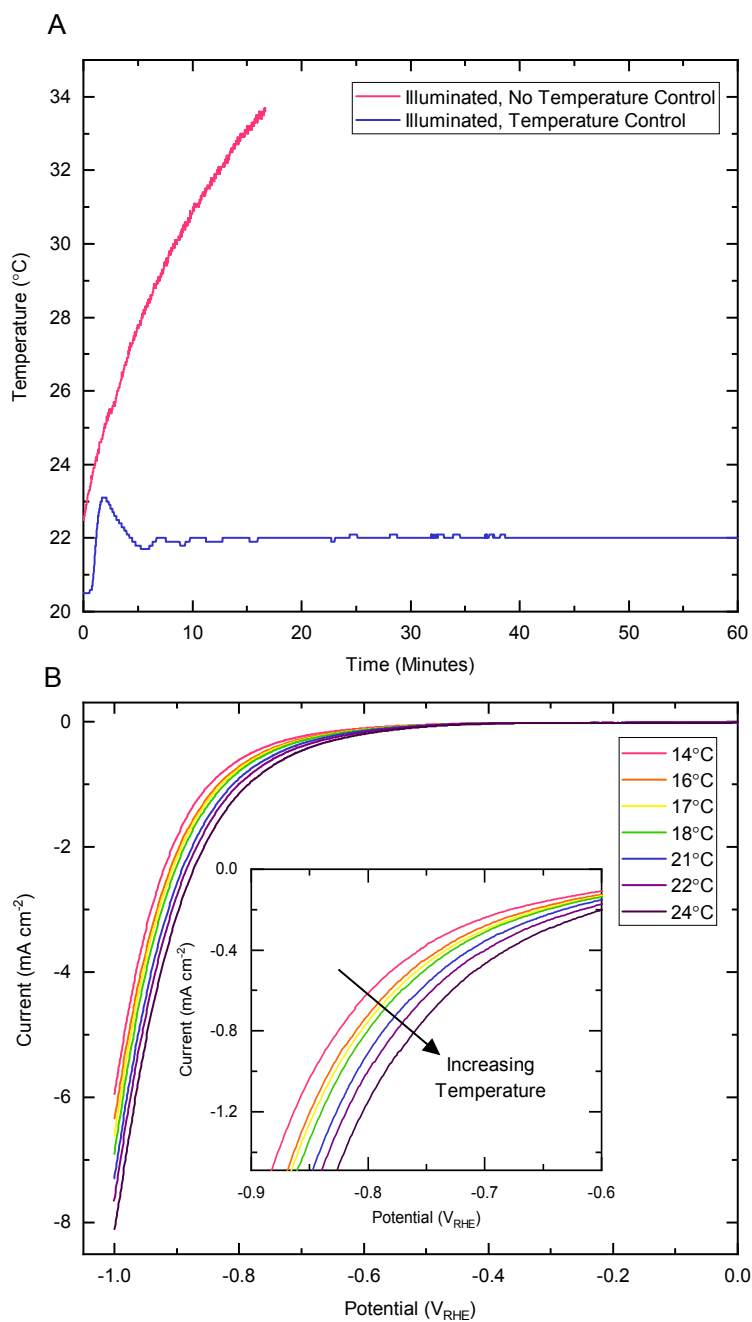 A
Temperature (°C)
34
32
30
28
26
24
22
20
Illuminated, No Temperature Control
Illuminated, Temperature Control
0
10
20
30
40
50
60
Time (Minutes)
B
Current (mA cm⁻²)
0
-2
-4
-6
-8
14°C
16°C
17°C
18°C
21°C
22°C
24°C
Current (mA cm⁻²)
0.0
-0.4
-0.8
-1.2
Increasing
Temperature
-0.9
-0.8
-0.7
-0.6
Potential (V_RHE)
-1.0
-0.8
-0.6
-0.4
-0.2
0.0
Potential (V_RHE)